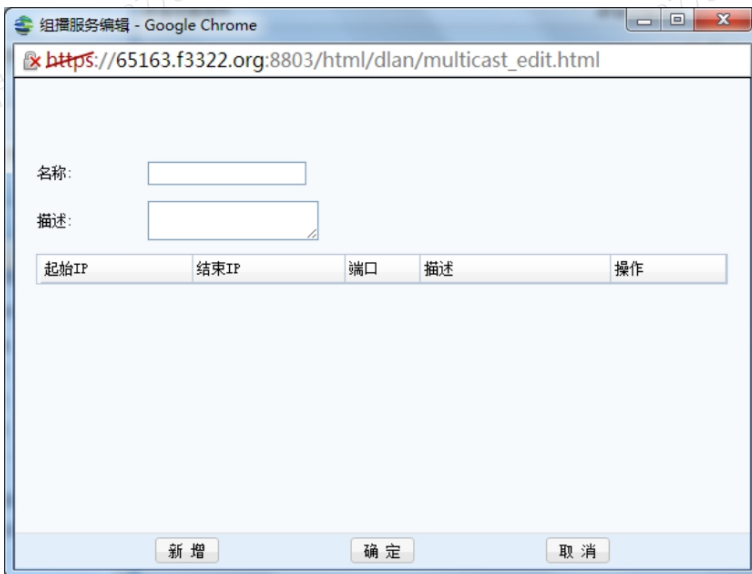 组播服务编辑 - Google Chrome
https://65163.f3322.org:8803/html/dlan/multicast_edit.html
名称:
描述:
起始IP 结束IP 端口 描述 操作
新增 确定 取消